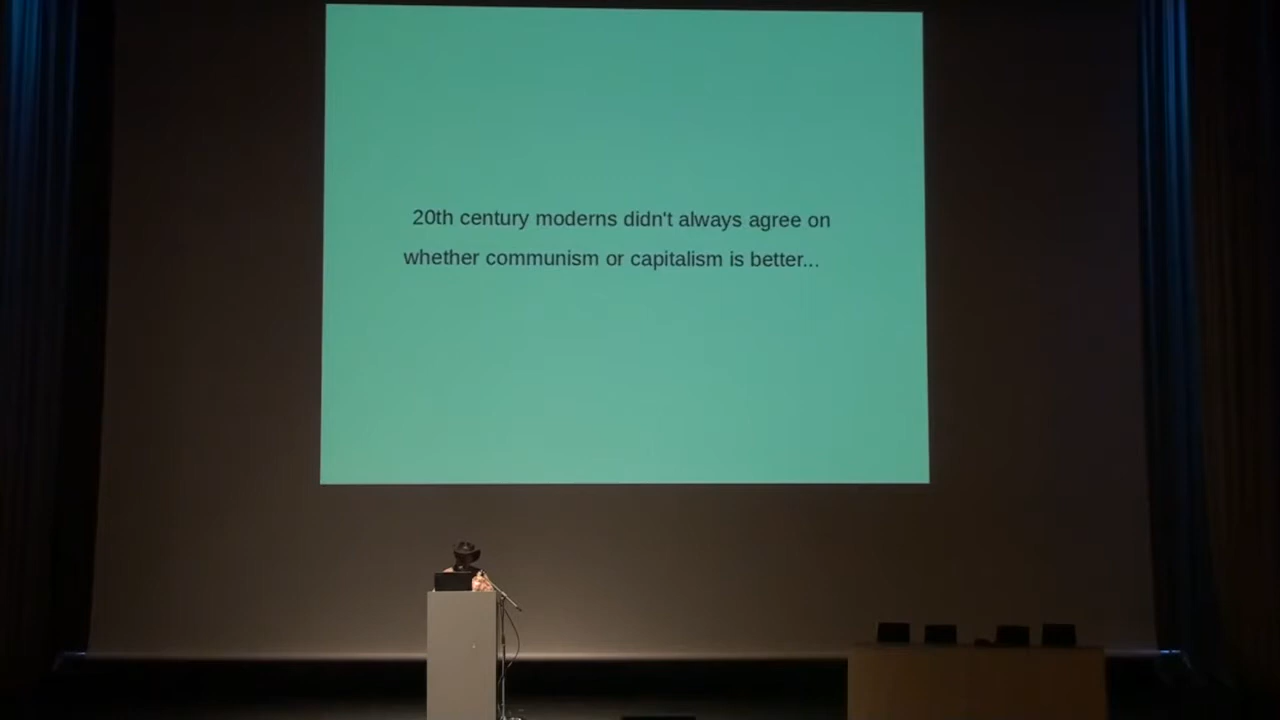 20th century moderns didn't always agree on
whether communism or capitalism is better...